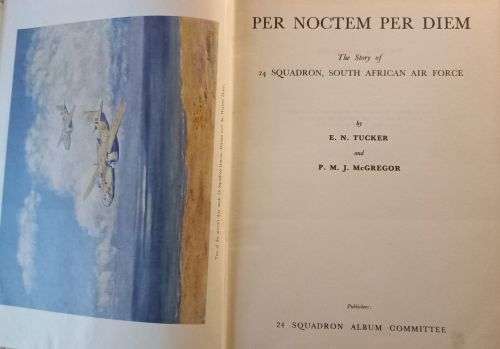 PER NOCTEM PER DIEM
The Story of
24 SQUADRON, SOUTH AFRICAN AIR FORCE
by
E. N. TUCKER
and
P. M. J. McGREGOR
Publishers:
24 SQUADRON ALBUM COMMITTEE